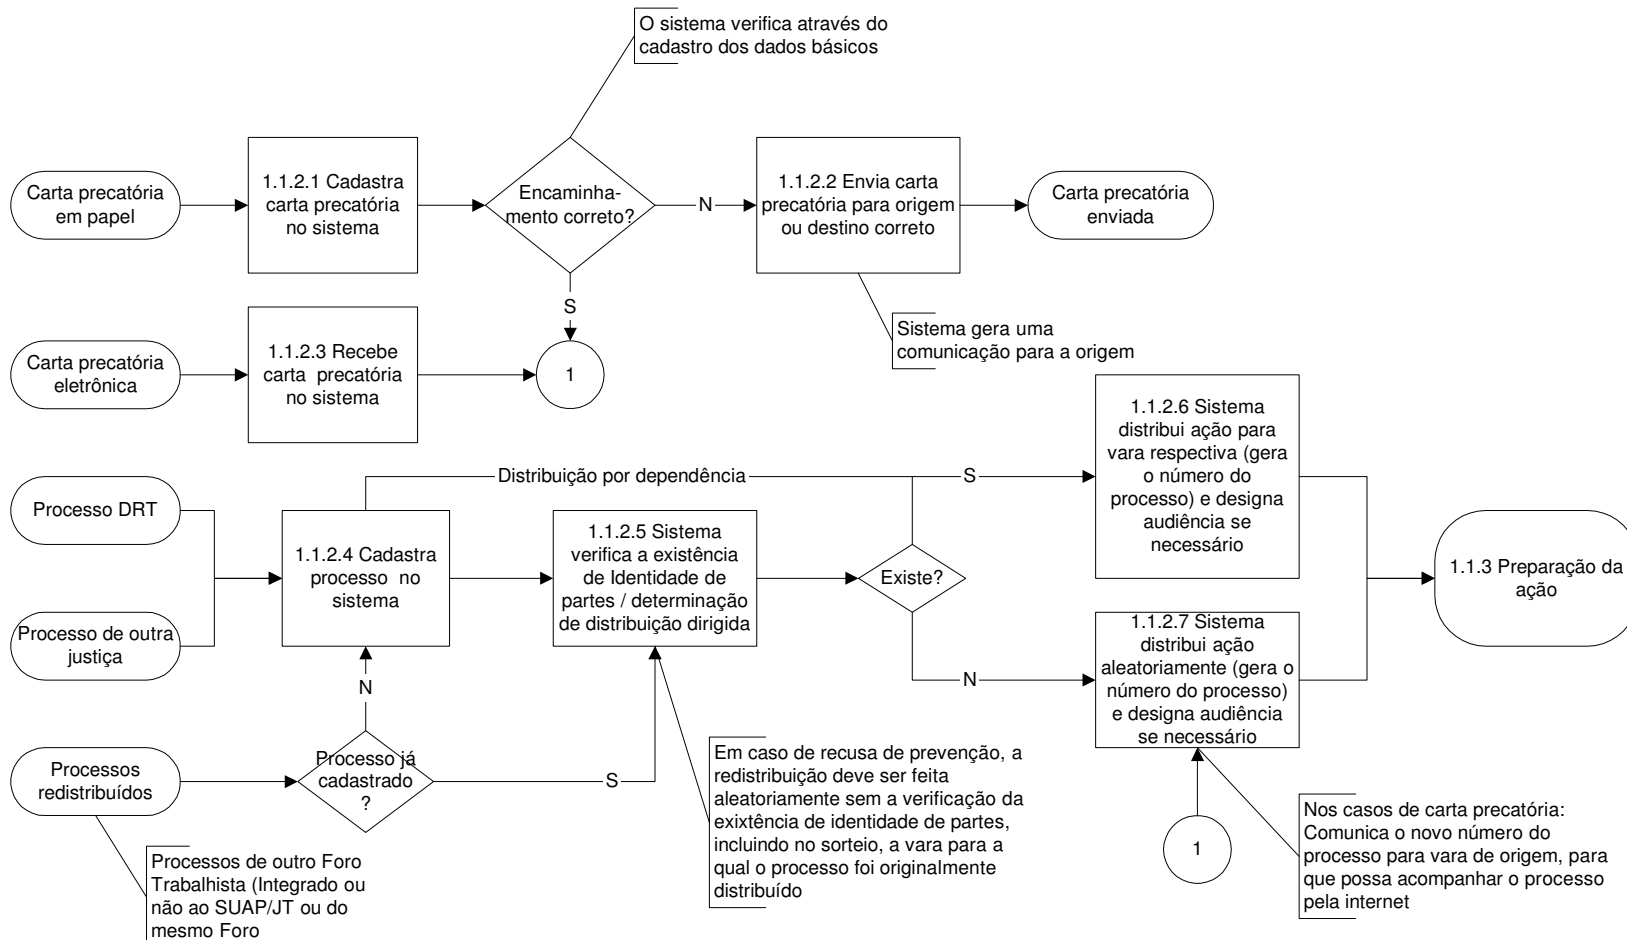 O sistema verifica através do
cadastro dos dados básicos
Carta precatória
em papel
1.1.2.1 Cadastra
carta precatória
no sistema
Encaminha-
mento correto?
N
1.1.2.2 Envia carta
precatória para origem
ou destino correto
Carta precatória
enviada
S
Sistema gera uma
comunicação para a origem
Carta precatória
eletrônica
1.1.2.3 Recebe
carta precatória
no sistema
1
Distribuição por dependência
S
1.1.2.6 Sistema
distribui ação para
vara respectiva (gera
o número do
processo) e designa
audiência se
necessário
Processo DRT
Processo de outra
justiça
1.1.2.4 Cadastra
processo no
sistema
1.1.2.5 Sistema
verifica a existência
de Identidade de
partes / determinação
de distribuição dirigida
Existe?
1.1.3 Preparação da
ação
N
1.1.2.7 Sistema
distribui ação
aleatoriamente (gera o
número do processo)
e designa audiência
se necessário
N
Processos
redistribuídos
Processo já
cadastrado
?
S
Em caso de recusa de prevenção, a
redistribuição deve ser feita
aleatoriamente sem a verificação da
exixtência de identidade de partes,
incluindo no sorteio, a vara para a
qual o processo foi originalmente
distribuído
1
Nos casos de carta precatória:
Comunica o novo número do
processo para vara de origem, para
que possa acompanhar o processo
pela internet
Processos de outro Foro
Trabalhista (Integrado ou
não ao SUAP/JT ou do
mesmo Foro